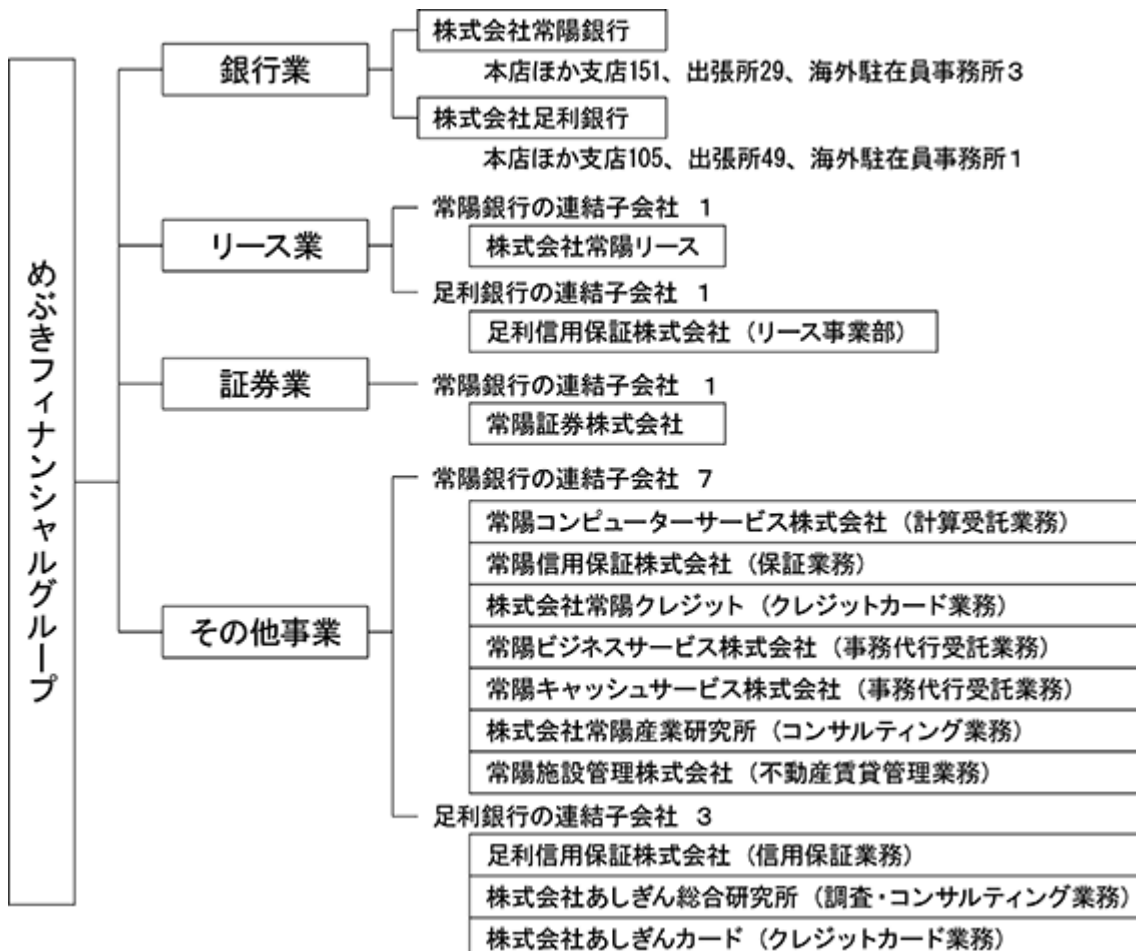 めぶきフィナンシャルグループ
銀行業
株式会社常陽銀行
本店ほか支店151、出張所29、海外駐在員事務所3
株式会社足利銀行
本店ほか支店105、出張所49、海外駐在員事務所1
リース業
常陽銀行の連結子会社 1
株式会社常陽リース
足利銀行の連結子会社 1
足利信用保証株式会社（リース事業部）
証券業
常陽銀行の連結子会社 1
常陽証券株式会社
その他事業
常陽銀行の連結子会社 7
常陽コンピューターサービス株式会社（計算受託業務）
常陽信用保証株式会社（保証業務）
株式会社常陽クレジット（クレジットカード業務）
常陽ビジネスサービス株式会社（事務代行受託業務）
常陽キャッシュサービス株式会社（事務代行受託業務）
株式会社常陽産業研究所（コンサルティング業務）
常陽施設管理株式会社（不動産賃貸管理業務）
足利銀行の連結子会社 3
足利信用保証株式会社（信用保証業務）
株式会社あしぎん総合研究所（調査・コンサルティング業務）
株式会社あしぎんカード（クレジットカード業務）